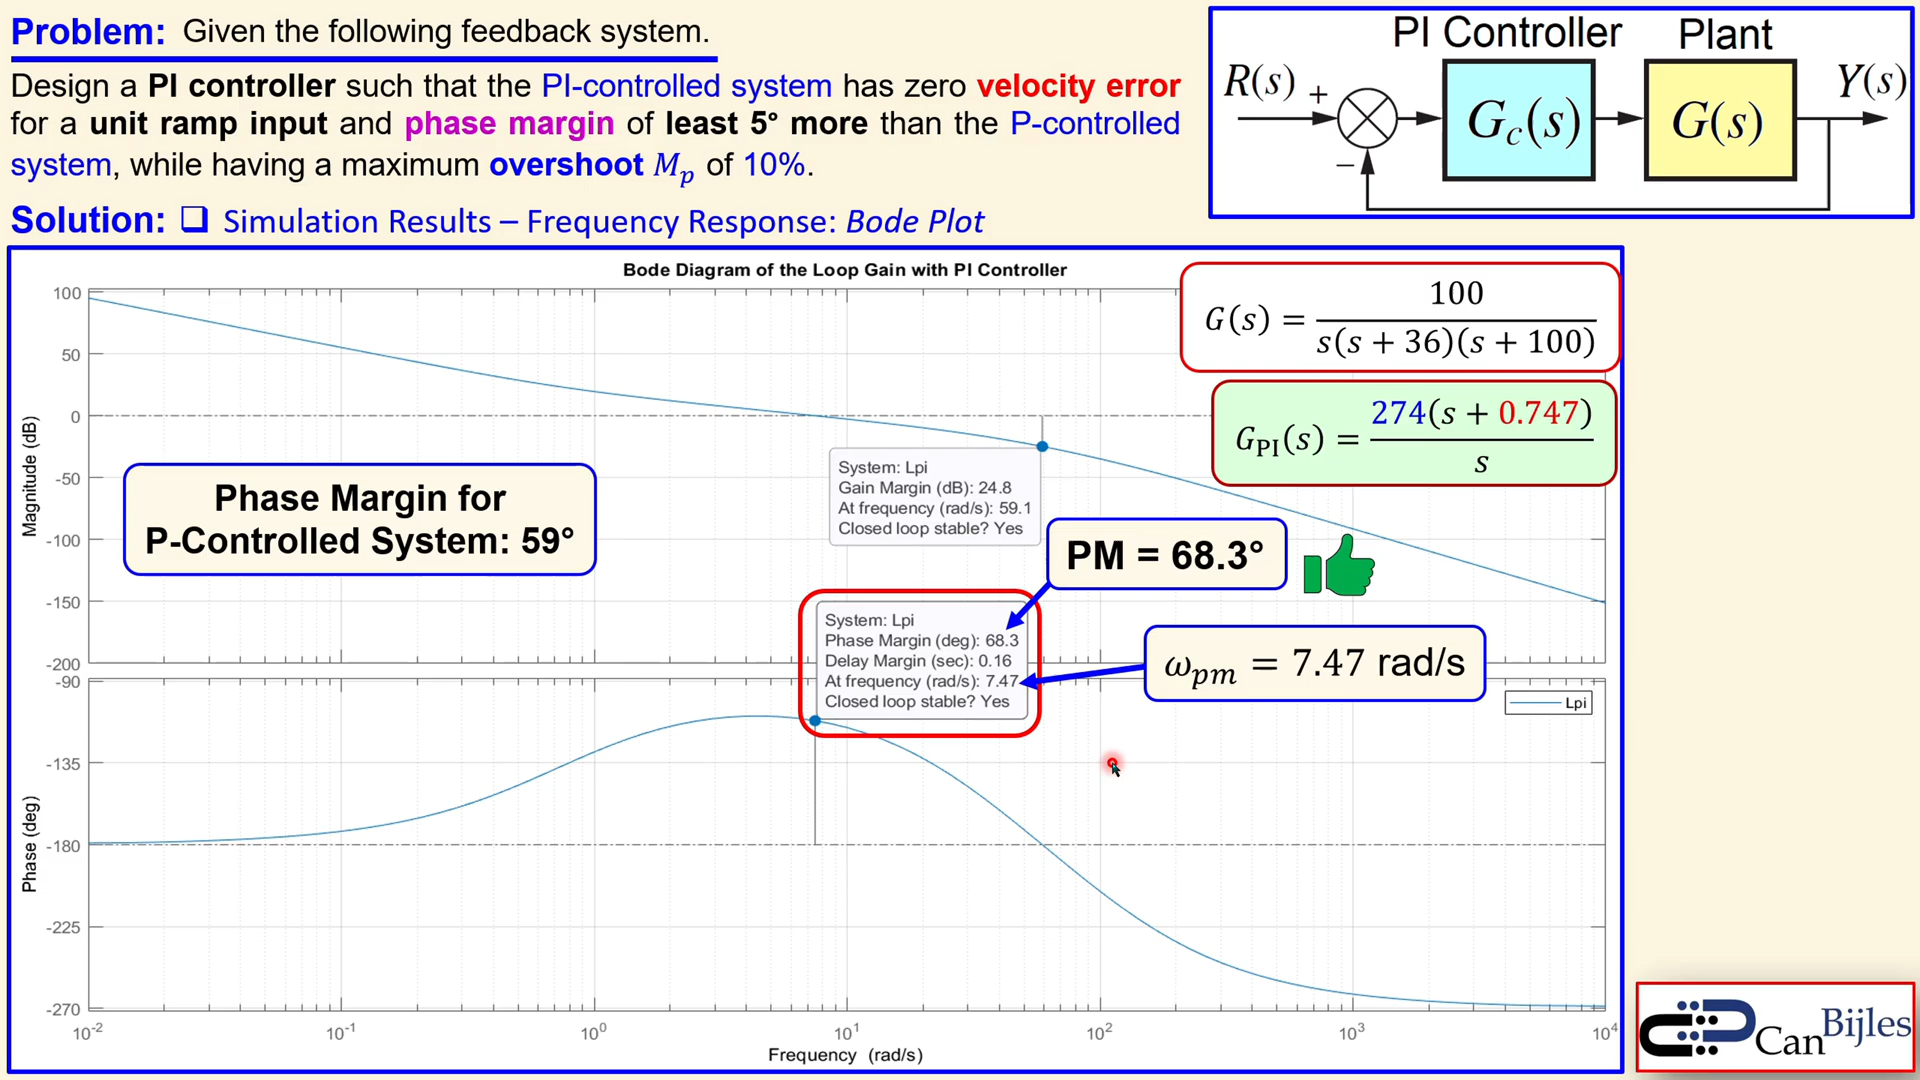 Problem: Given the following feedback system.
Design a PI controller such that the PI-controlled system has zero velocity error
for a unit ramp input and phase margin of least 5° more than the P-controlled
system, while having a maximum overshoot Mₚ of 10%.
Solution: ❑ Simulation Results – Frequency Response: Bode Plot
PI Controller Plant
R(s) + Gc(s) G(s) Y(s)
−
Bode Diagram of the Loop Gain with PI Controller
G(s) = 100 / s(s + 36)(s + 100)
G_PI(s) = 274(s + 0.747) / s
Magnitude (dB)
100
50
0
-50
-100
-150
-200
Phase Margin for
P-Controlled System: 59°
System: Lpi
Gain Margin (dB): 24.8
At frequency (rad/s): 59.1
Closed loop stable? Yes
PM = 68.3°
System: Lpi
Phase Margin (deg): 68.3
Delay Margin (sec): 0.16
At frequency (rad/s): 7.47
Closed loop stable? Yes
ω_pm = 7.47 rad/s
Lpi
Phase (deg)
-90
-135
-180
-225
-270
10⁻² 10⁻¹ 10⁰ 10¹ 10² 10³ 10⁴
Frequency (rad/s)
Can Bijles